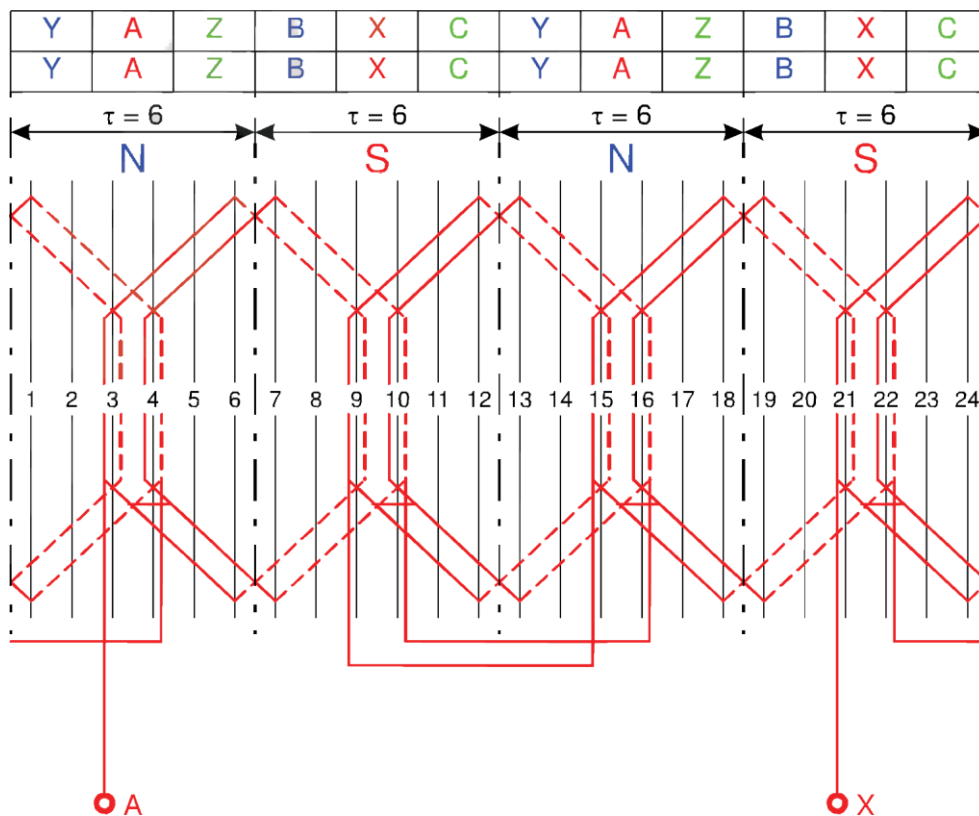 Y A Z B X C Y A Z B X C
Y A Z B X C Y A Z B X C
τ = 6 τ = 6 τ = 6 τ = 6
N S N S
1 2 3 4 5 6 7 8 9 10 11 12 13 14 15 16 17 18 19 20 21 22 23 24
A X